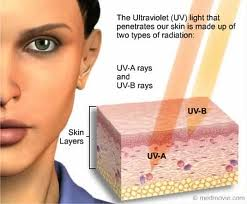 The Ultraviolet (UV) light that
penetrates our skin is made up of
two types of radiation:
UV-A rays
and
UV-B rays
UV-B
Skin
Layers
UV-A
© medmovie.com